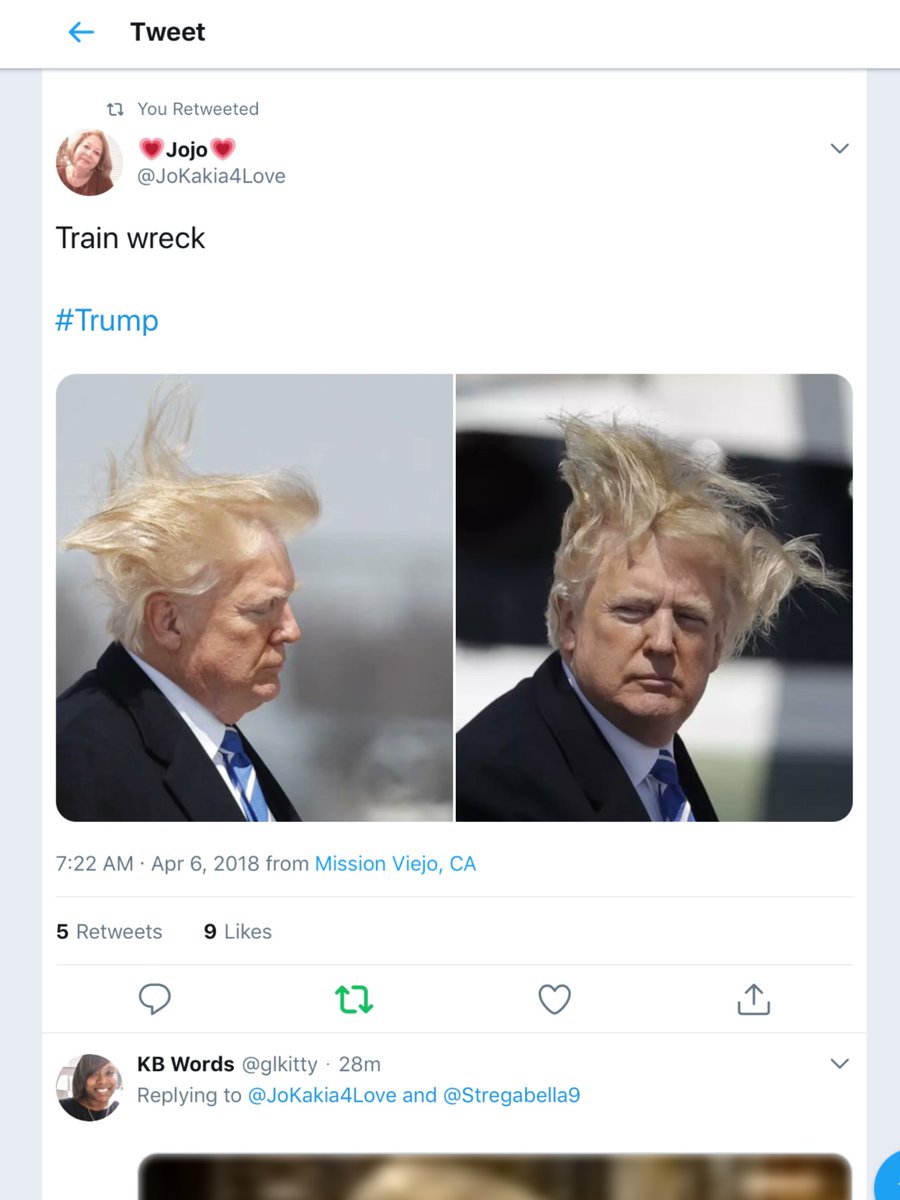 Tweet
You Retweeted
💗Jojo💗
@JoKakia4Love
Train wreck
#Trump
7:22 AM · Apr 6, 2018 from Mission Viejo, CA
5 Retweets 9 Likes
KB Words @glkitty · 28m
Replying to @JoKakia4Love and @Stregabella9